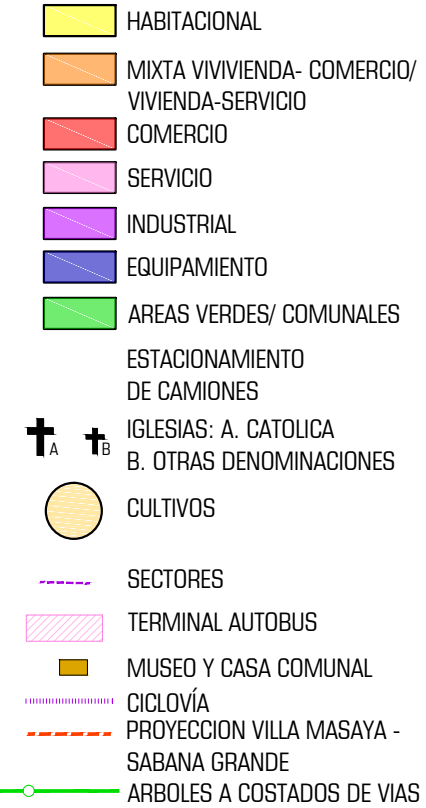 HABITACIONAL
MIXTA VIVIVIENDA- COMERCIO/
VIVIENDA-SERVICIO
COMERCIO
SERVICIO
INDUSTRIAL
EQUIPAMIENTO
AREAS VERDES/ COMUNALES
ESTACIONAMIENTO
DE CAMIONES
IGLESIAS: A. CATOLICA
A B
B. OTRAS DENOMINACIONES
CULTIVOS
SECTORES
TERMINAL AUTOBUS
MUSEO Y CASA COMUNAL
CICLOVÍA
PROYECCION VILLA MASAYA -
SABANA GRANDE
ARBOLES A COSTADOS DE VIAS